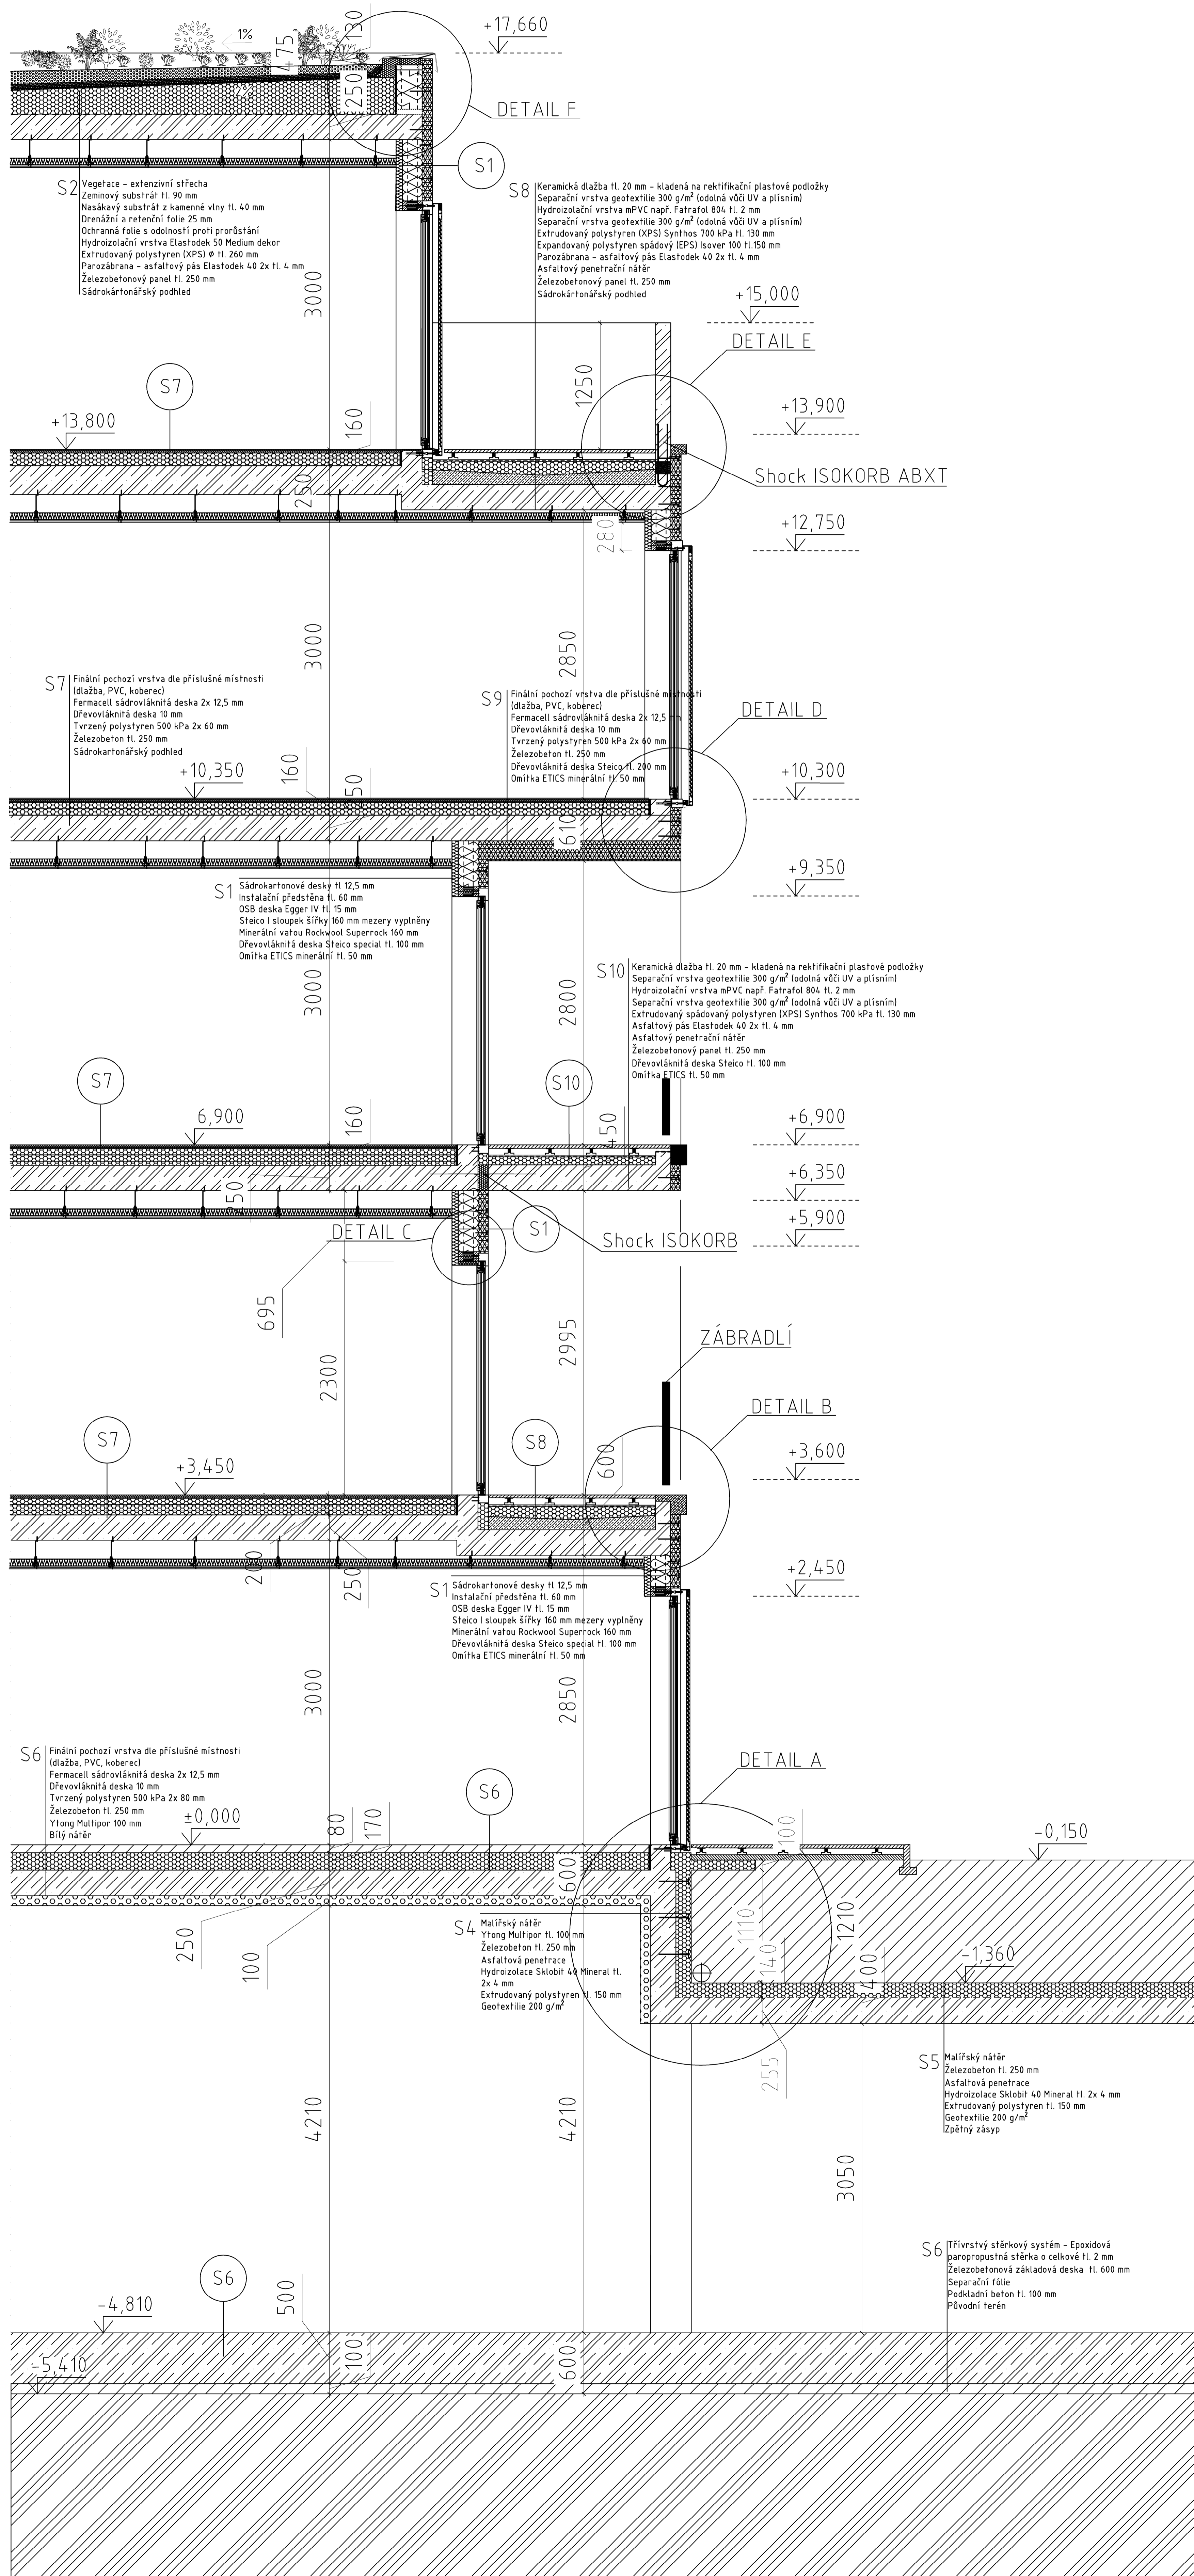 +17,660
130
475
1%
250
2%
DETAIL F
S1
S2
Vegetace - extenzivní střecha
Zeminový substrát tl. 90 mm
Nasákavý substrát z kamenné vlny tl. 40 mm
Drenážní a retenční folie 25 mm
Ochranná folie s odolností proti prorůstání
Hydroizolační vrstva Elastodek 50 Medium dekor
Extrudovaný polystyren (XPS) Φ tl. 260 mm
Parozábrana - asfaltový pás Elastodek 40 2x tl. 4 mm
Železobetonový panel tl. 250 mm
Sádrokártonářský podhled
S8
Keramická dlažba tl. 20 mm - kladená na rektifikační plastové podložky
Separační vrstva geotextilie 300 g/m² (odolná vůči UV a plísním)
Hydroizolační vrstva mPVC např. Fatrafol 804 tl. 2 mm
Separační vrstva geotextilie 300 g/m² (odolná vůči UV a plísním)
Extrudovaný polystyren (XPS) Synthos 700 kPa tl. 130 mm
Expandovaný polystyren spádový (EPS) Isover 100 tl.150 mm
Parozábrana - asfaltový pás Elastodek 40 2x tl. 4 mm
Asfaltový penetrační nátěr
Železobetonový panel tl. 250 mm
Sádrokártonářský podhled
3000
+15,000
DETAIL E
S7
1250
+13,800
160
+13,900
Shock ISOKORB ABXT
250
280
+12,750
3000
2850
S7
Finální pochozí vrstva dle příslušné místnosti
(dlažba, PVC, koberec)
Fermacell sádrovláknitá deska 2x 12,5 mm
Dřevovláknitá deska 10 mm
Tvrzený polystyren 500 kPa 2x 60 mm
Železobeton tl. 250 mm
Sádrokartonářský podhled
S9
Finální pochozí vrstva dle příslušné místnosti
(dlažba, PVC, koberec)
Fermacell sádrovláknitá deska 2x 12,5 mm
Dřevovláknitá deska 10 mm
Tvrzený polystyren 500 kPa 2x 60 mm
Železobeton tl. 250 mm
Dřevovláknitá deska Steico tl. 200 mm
Omítka ETICS minerální tl. 50 mm
DETAIL D
+10,350
160
+10,300
610
+9,350
S1
Sádrokartonové desky tl 12,5 mm
Instalační předstěna tl. 60 mm
OSB deska Egger IV tl. 15 mm
Steico I sloupek šířky 160 mm mezery vyplněny
Minerální vatou Rockwool Superrock 160 mm
Dřevovláknitá deska Steico special tl. 100 mm
Omítka ETICS minerální tl. 50 mm
3000
2800
S10
Keramická dlažba tl. 20 mm - kladená na rektifikační plastové podložky
Separační vrstva geotextilie 300 g/m² (odolná vůči UV a plísním)
Hydroizolační vrstva mPVC např. Fatrafol 804 tl. 2 mm
Separační vrstva geotextilie 300 g/m² (odolná vůči UV a plísním)
Extrudovaný spádovaný polystyren (XPS) Synthos 700 kPa tl. 130 mm
Asfaltový pás Elastodek 40 2x tl. 4 mm
Asfaltový penetrační nátěr
Železobetonový panel tl. 250 mm
Dřevovláknitá deska Steico tl. 100 mm
Omítka ETICS tl. 50 mm
S7
S10
6,900
160
450
+6,900
+6,350
250
+5,900
DETAIL C
S1
Shock ISOKORB
695
2300
2995
ZÁBRADLÍ
DETAIL B
S7
S8
600
+3,450
+3,600
200
250
+2,450
S1
Sádrokartonové desky tl 12,5 mm
Instalační předstěna tl. 60 mm
OSB deska Egger IV tl. 15 mm
Steico I sloupek šířky 160 mm mezery vyplněny
Minerální vatou Rockwool Superrock 160 mm
Dřevovláknitá deska Steico special tl. 100 mm
Omítka ETICS minerální tl. 50 mm
3000
2850
S6
Finální pochozí vrstva dle příslušné místnosti
(dlažba, PVC, koberec)
Fermacell sádrovláknitá deska 2x 12,5 mm
Dřevovláknitá deska 10 mm
Tvrzený polystyren 500 kPa 2x 80 mm
Železobeton tl. 250 mm
Ytong Multipor 100 mm
Bílý nátěr
S6
DETAIL A
±0,000
80
170
100
-0,150
600
250
100
S4
Malířský nátěr
Ytong Multipor tl. 100 mm
Železobeton tl. 250 mm
Asfaltová penetrace
Hydroizolace Sklobit 40 Mineral tl.
2x 4 mm
Extrudovaný polystyren tl. 150 mm
Geotextilie 200 g/m²
1110
140
1210
400
-1,360
255
S5
Malířský nátěr
Železobeton tl. 250 mm
Asfaltová penetrace
Hydroizolace Sklobit 40 Mineral tl. 2x 4 mm
Extrudovaný polystyren tl. 150 mm
Geotextilie 200 g/m²
Zpětný zásyp
4210
4210
3050
S6
Třívrstvý stěrkový systém - Epoxidová
paropropustná stěrka o celkové tl. 2 mm
Železobetonová základová deska tl. 600 mm
Separační fólie
Podkladní beton tl. 100 mm
Původní terén
S6
-4,810
500
100
600
-5,410